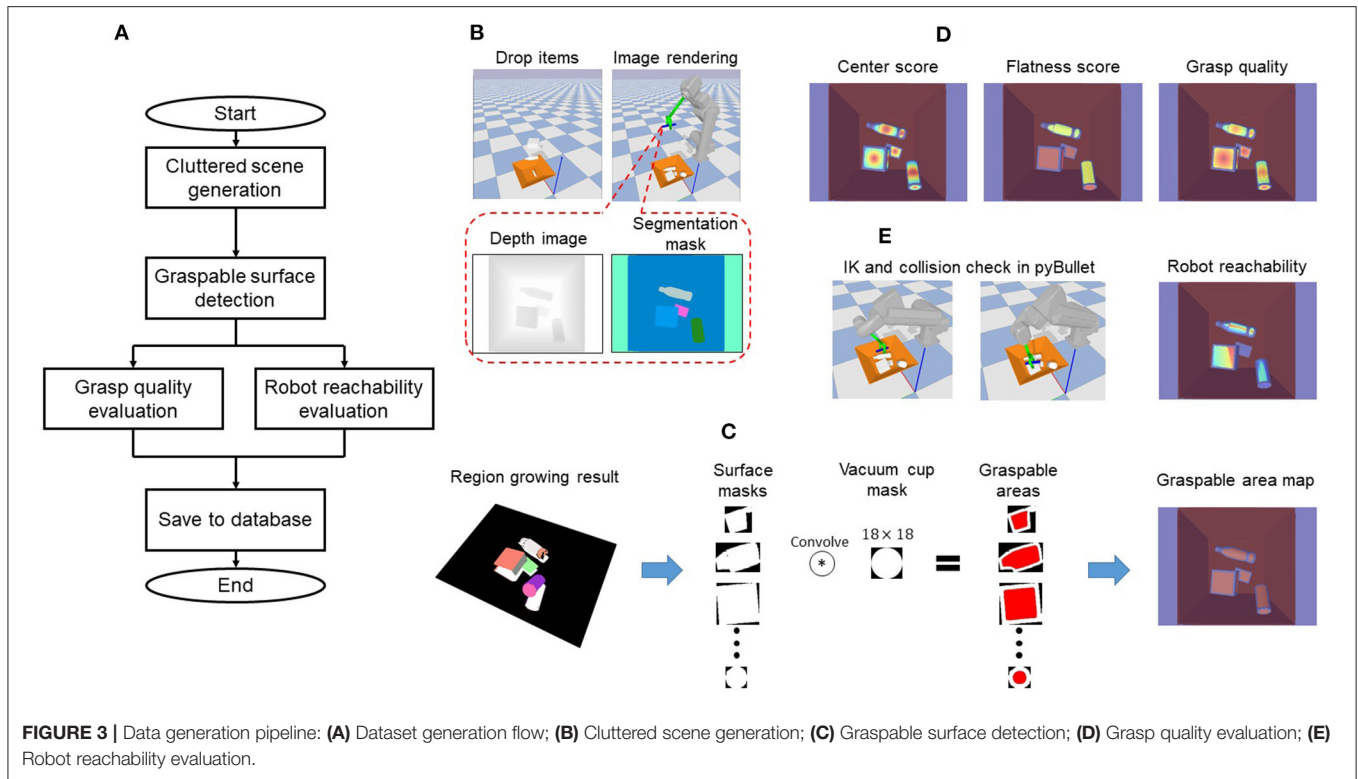 A
Start
Cluttered scene
generation
Graspable surface
detection
Grasp quality
evaluation
Robot reachability
evaluation
Save to database
End
B
Drop items
Image rendering
Depth image
Segmentation
mask
D
Center score
Flatness score
Grasp quality
E
IK and collision check in pyBullet
Robot reachability
C
Region growing result
Surface
masks
Convolve
*
Vacuum cup
mask
18 × 18
=
Graspable
areas
Graspable area map
FIGURE 3 | Data generation pipeline: (A) Dataset generation flow; (B) Cluttered scene generation; (C) Graspable surface detection; (D) Grasp quality evaluation; (E)
Robot reachability evaluation.